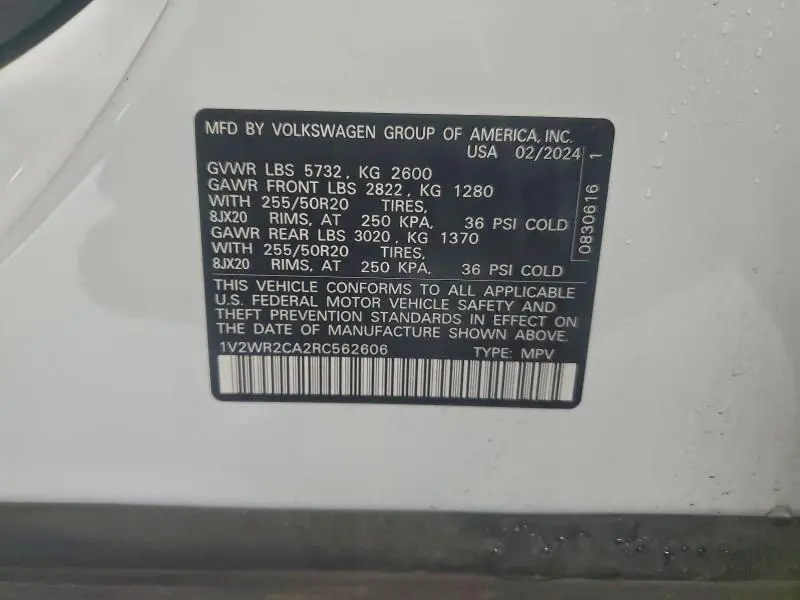 MFD BY VOLKSWAGEN GROUP OF AMERICA, INC.
USA 02/2024
GVWR LBS 5732, KG 2600
GAWR FRONT LBS 2822, KG 1280
WITH 255/50R20 TIRES,
8JX20 RIMS, AT 250 KPA, 36 PSI COLD
GAWR REAR LBS 3020, KG 1370
WITH 255/50R20 TIRES,
8JX20 RIMS, AT 250 KPA, 36 PSI COLD
THIS VEHICLE CONFORMS TO ALL APPLICABLE
U.S. FEDERAL MOTOR VEHICLE SAFETY AND
THEFT PREVENTION STANDARDS IN EFFECT ON
THE DATE OF MANUFACTURE SHOWN ABOVE.
1V2WR2CA2RC562606 TYPE: MPV
0830616 1